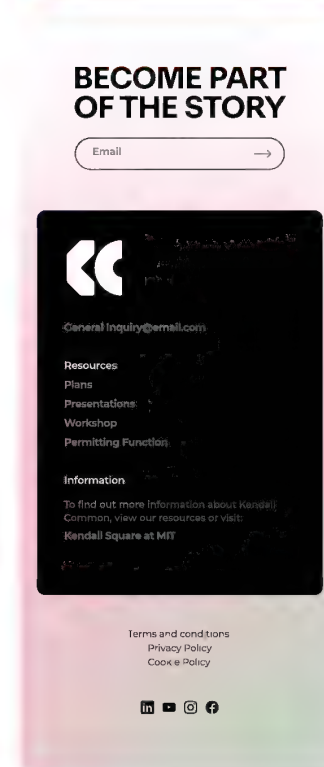 BECOME PART
OF THE STORY
Email
General Inquiry@email.com
Resources
Plans
Presentations
Workshop
Permitting Function
Information
To find out more information about Kendall
Common, view our resources or visit:
Kendall Square at MIT
Terms and conditions
Privacy Policy
Cookie Policy